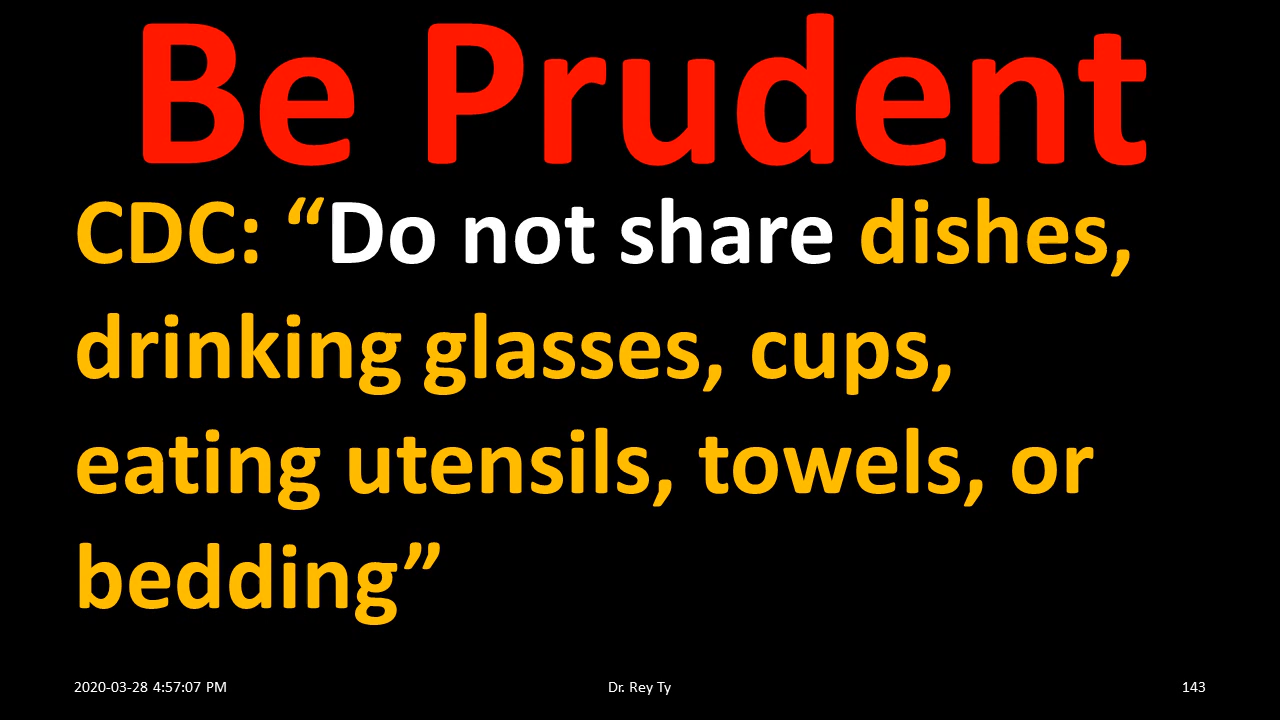 Be Prudent
CDC: “Do not share dishes,
drinking glasses, cups,
eating utensils, towels, or
bedding”
2020-03-28 4:57:07 PM
Dr. Rey Ty
143